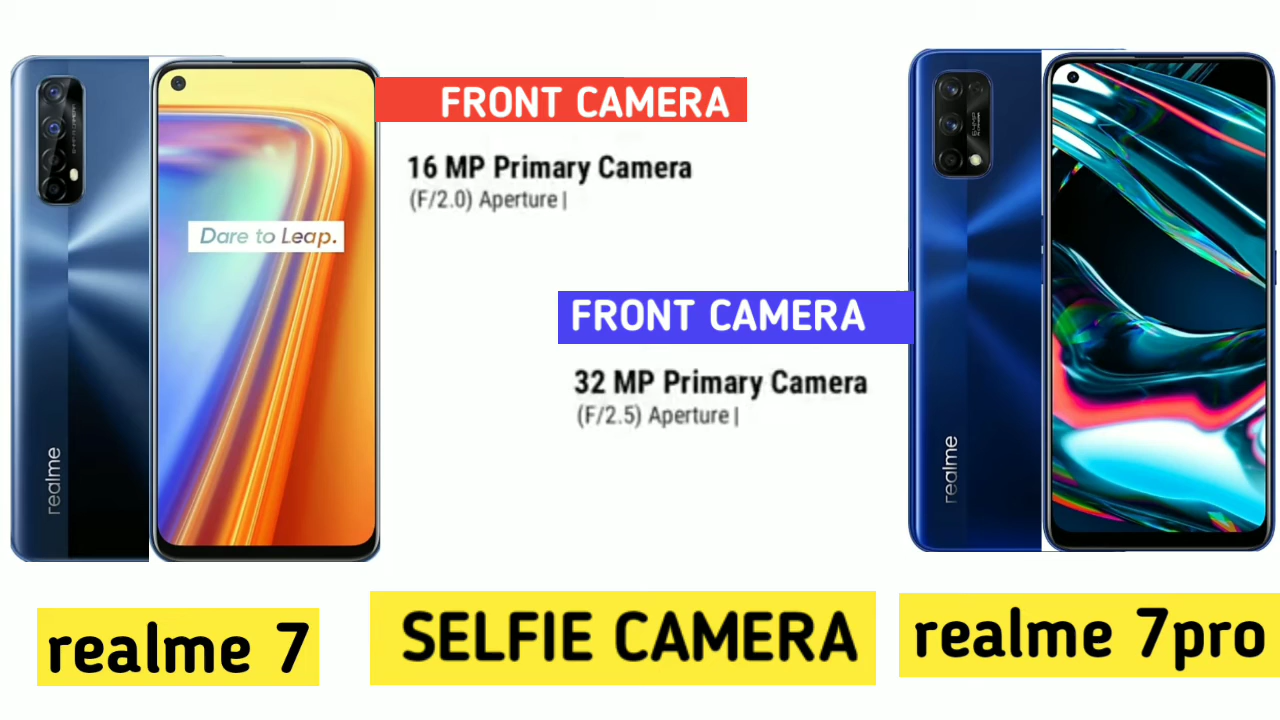 FRONT CAMERA
16 MP Primary Camera
(F/2.0) Aperture |
Dare to Leap.
realme
FRONT CAMERA
32 MP Primary Camera
(F/2.5) Aperture |
realme
realme 7
SELFIE CAMERA
realme 7pro